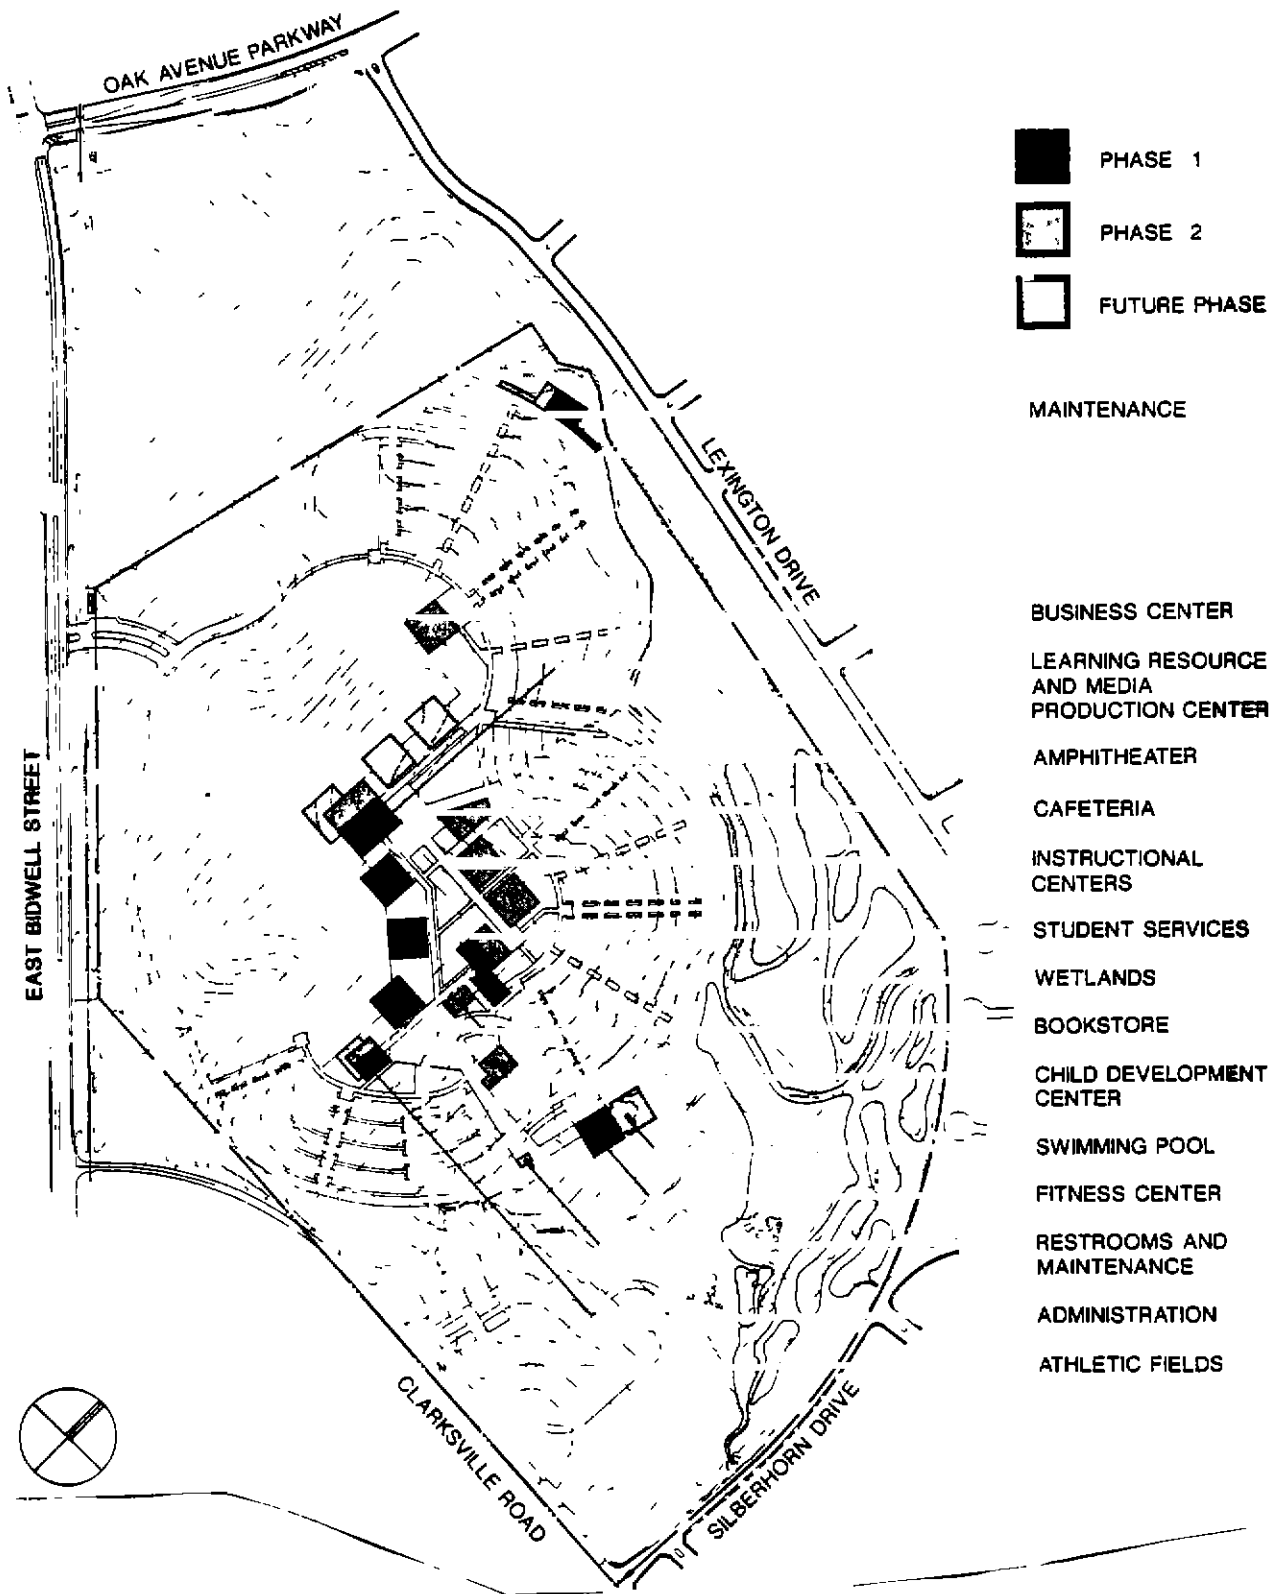 OAK AVENUE PARKWAY
PHASE 1
PHASE 2
FUTURE PHASE
MAINTENANCE
LEXINGTON DRIVE
BUSINESS CENTER
LEARNING RESOURCE
AND MEDIA
PRODUCTION CENTER
AMPHITHEATER
EAST BIDWELL STREET
CAFETERIA
INSTRUCTIONAL
CENTERS
STUDENT SERVICES
WETLANDS
BOOKSTORE
CHILD DEVELOPMENT
CENTER
SWIMMING POOL
FITNESS CENTER
RESTROOMS AND
MAINTENANCE
ADMINISTRATION
ATHLETIC FIELDS
CLARKSVILLE ROAD
SILBERHORN DRIVE